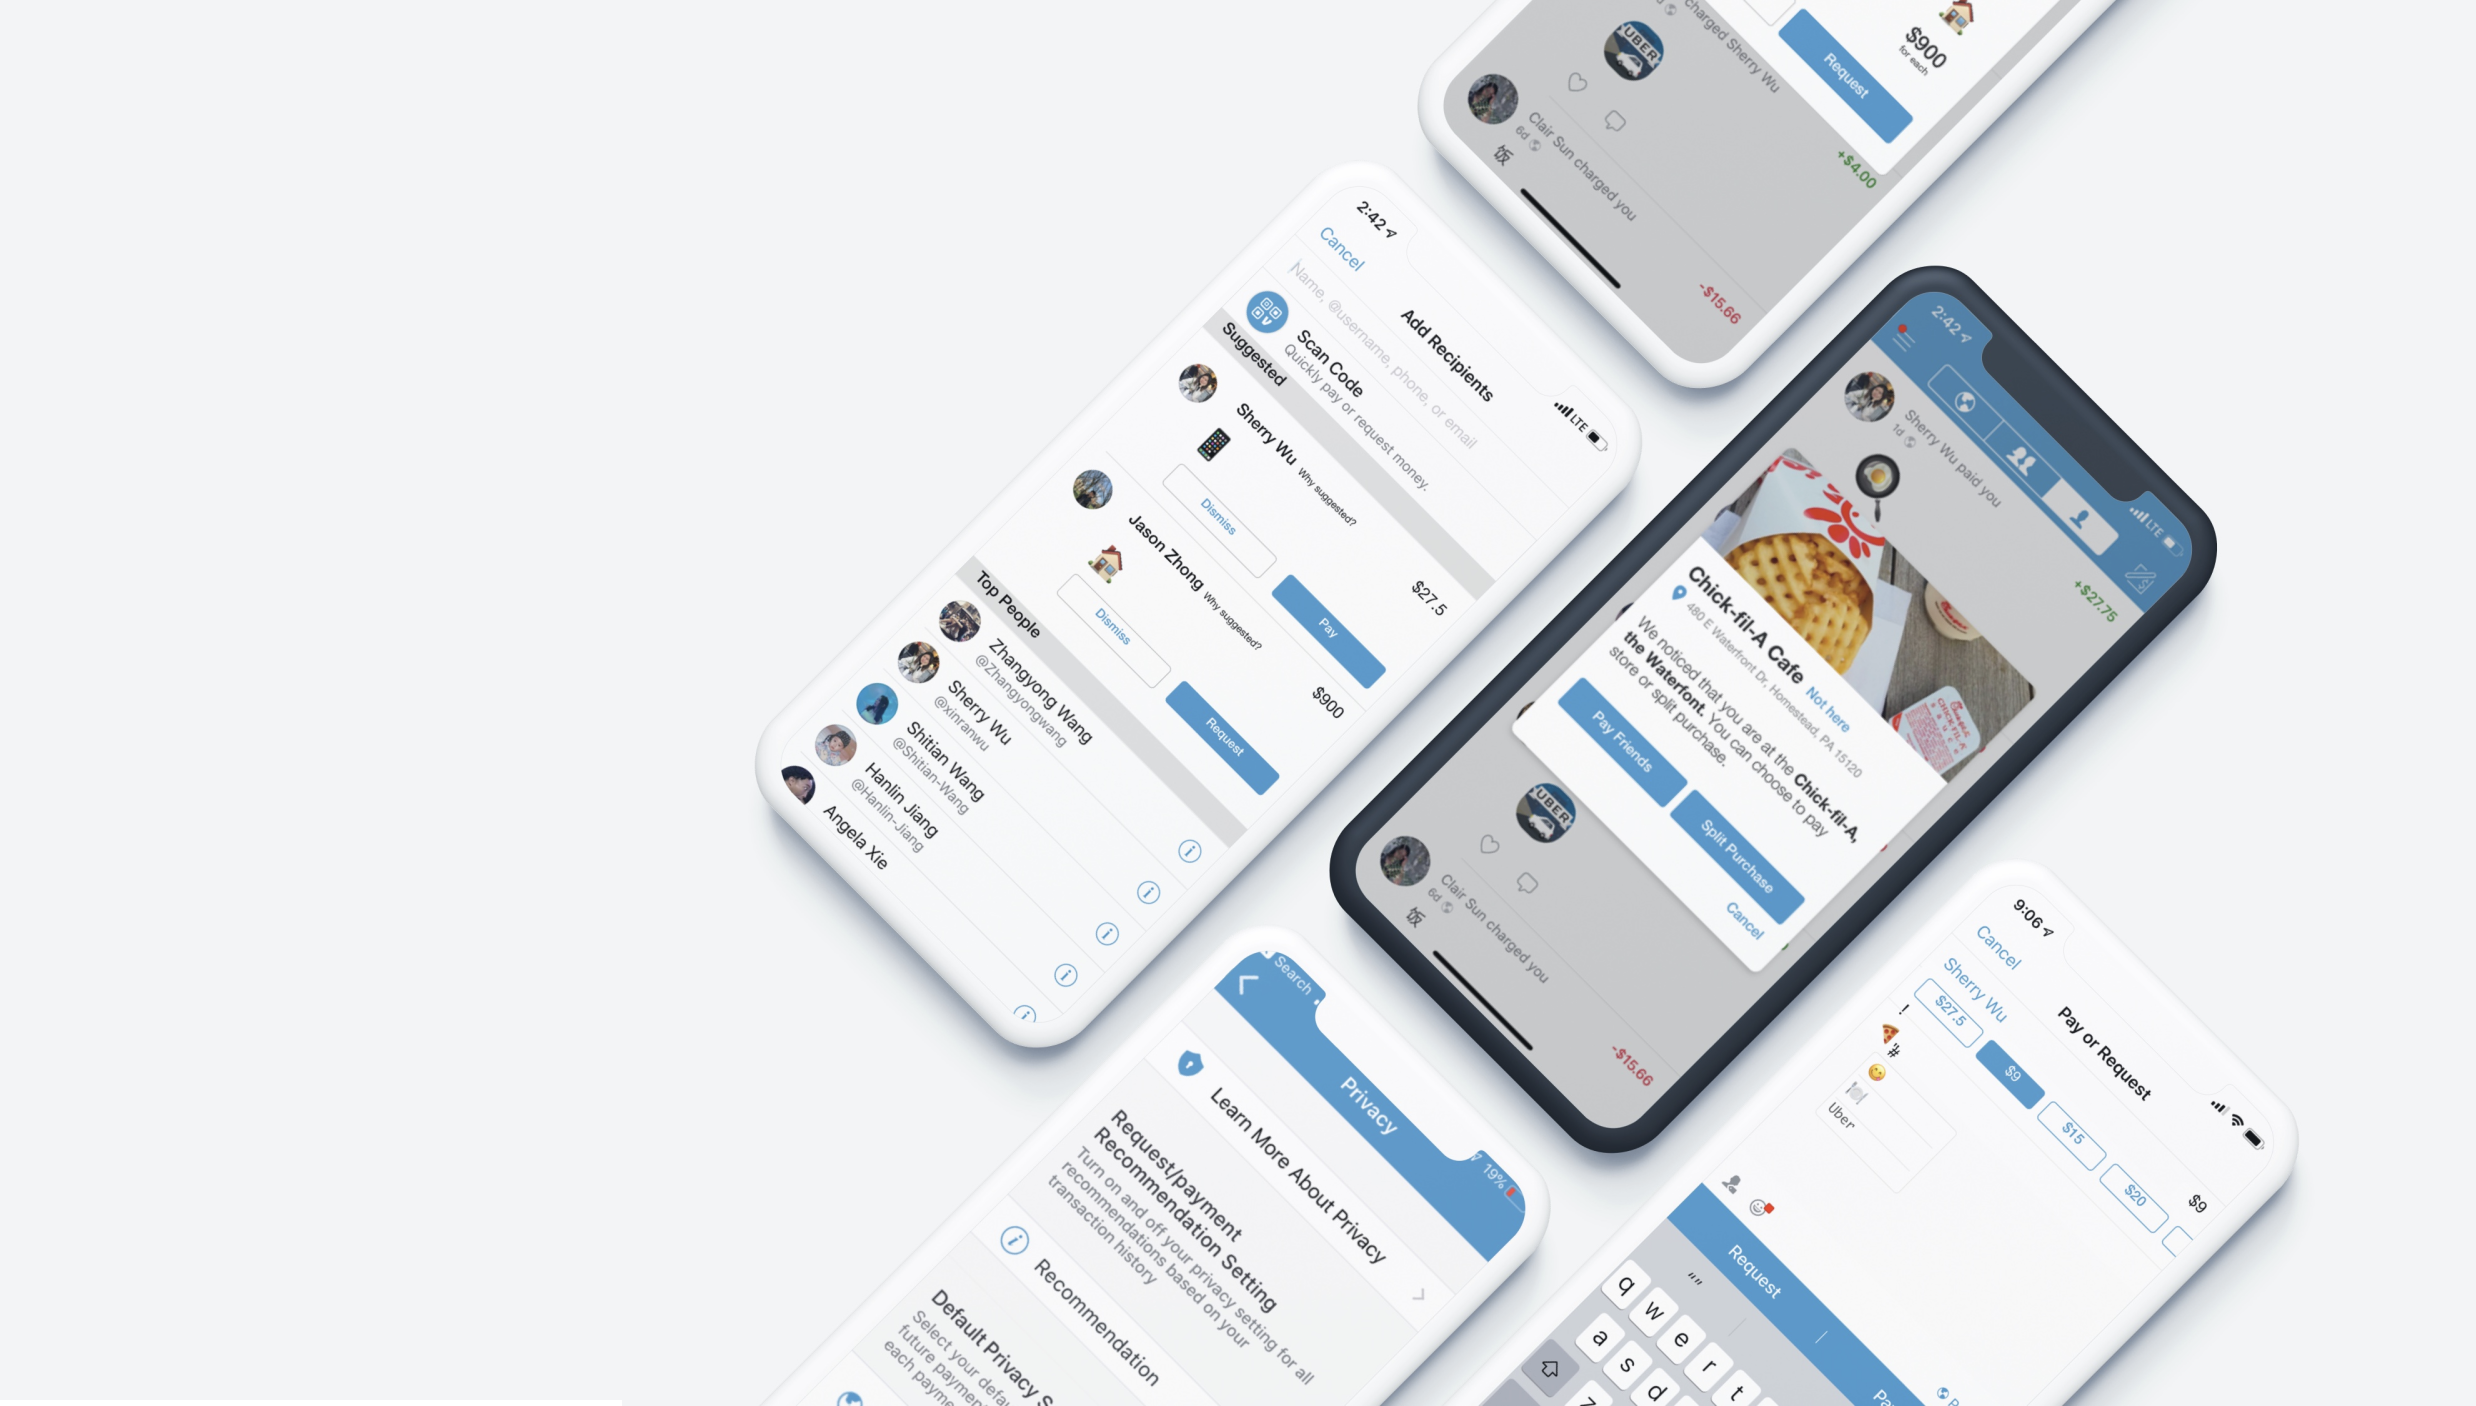 charged Sherry Wu
$900
for each
Request
UBER
+$4.00
Clair Sun charged you
6d
饭
-$15.66
2:42
LTE
Cancel
Add Recipients
Name, @username, phone, or email
Scan Code
Quickly pay or request money.
Suggested
Sherry Wu Why suggested?
$27.5
Dismiss
Pay
Jason Zhong Why suggested?
$900
Dismiss
Request
Top People
Zhangyong Wang
@Zhangyongwang
Sherry Wu
@xinranwu
Shitian Wang
@Shitian-Wang
Hanlin Jiang
@Hanlin-Jiang
Angela Xie
2:42
LTE
Sherry Wu paid you
1d
+$27.75
Chick-fil-A Cafe Not here
480 E Waterfront Dr, Homestead, PA 15120
We noticed that you are at the Chick-fil-A,
the Waterfont. You can choose to pay
store or split purchase.
Pay Friends
Split Purchase
Cancel
UBER
Clair Sun charged you
6d
饭
-$15.66
Search
19%
Privacy
Learn More About Privacy
Request/payment
Recommendation Setting
Turn on and off your privacy setting for all
recommendations based on your
transaction history
Recommendation
Default Privacy S
Select your defau
future paymen
each payme
9:06
Cancel
Pay or Request
Sherry Wu
$9
$27.5
$9
$15
$20
!
#
Uber
Request
Pa
""
q w e r t
a s d
z